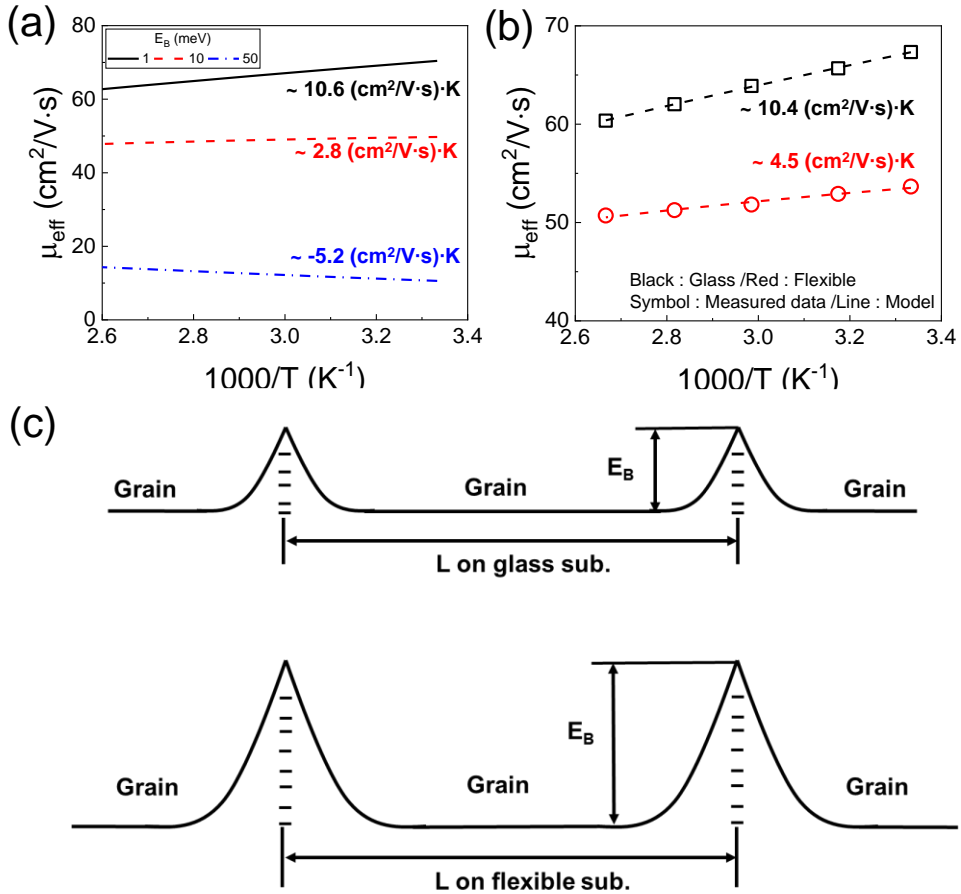 (a)
E_B (meV)
1 10 50
80
60
40
20
0
μ_eff (cm²/V·s)
~ 10.6 (cm²/V·s)·K
~ 2.8 (cm²/V·s)·K
~ -5.2 (cm²/V·s)·K
2.6 2.8 3.0 3.2 3.4
1000/T (K⁻¹)
(b)
70
60
50
40
μ_eff (cm²/V·s)
~ 10.4 (cm²/V·s)·K
~ 4.5 (cm²/V·s)·K
Black : Glass /Red : Flexible
Symbol : Measured data /Line : Model
2.6 2.8 3.0 3.2 3.4
1000/T (K⁻¹)
(c)
Grain Grain E_B Grain
L on glass sub.
Grain Grain E_B Grain
L on flexible sub.